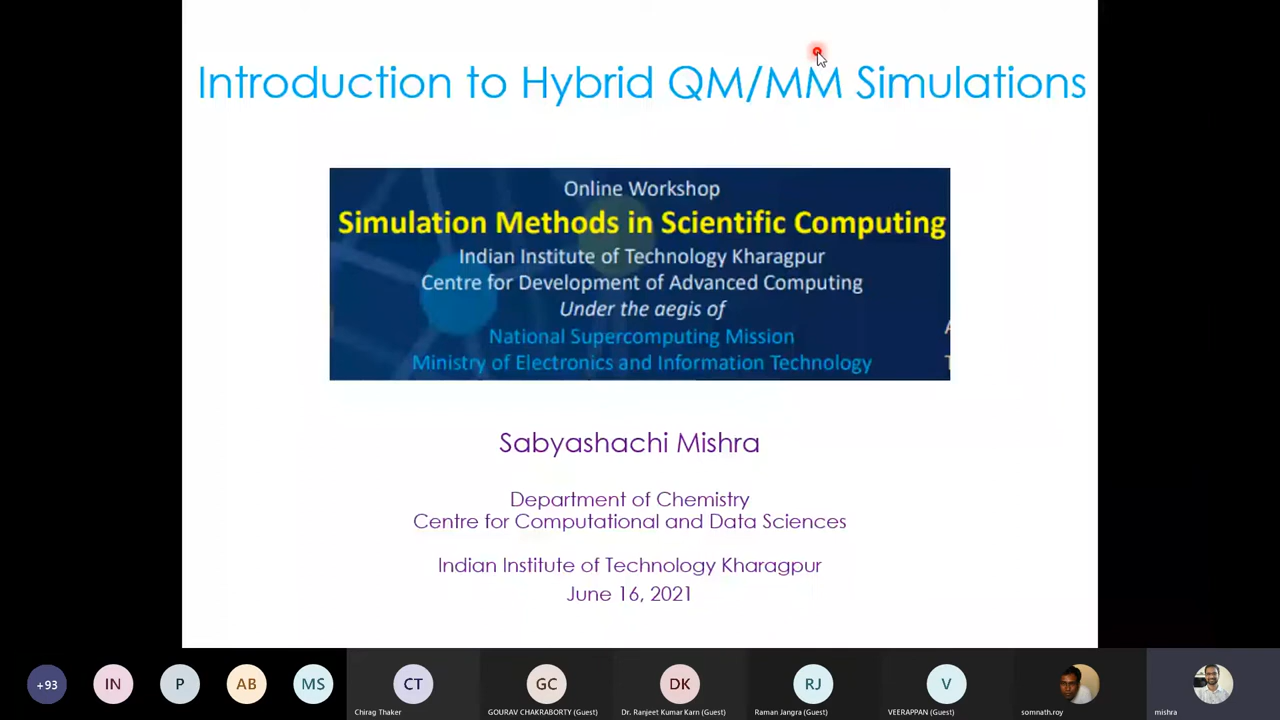 Introduction to Hybrid QM/MM Simulations
Online Workshop
Simulation Methods in Scientific Computing
Indian Institute of Technology Kharagpur
Centre for Development of Advanced Computing
Under the aegis of
National Supercomputing Mission
Ministry of Electronics and Information Technology
Sabyashachi Mishra
Department of Chemistry
Centre for Computational and Data Sciences
Indian Institute of Technology Kharagpur
June 16, 2021
+93
IN
P
AB
MS
CT
GC
DK
RJ
V
Chirag Thaker
GOURAV CHAKRABORTY (Guest)
Dr. Ranjeet Kumar Karn (Guest)
Raman Jangra (Guest)
VEERAPPAN (Guest)
somnath.roy
mishra